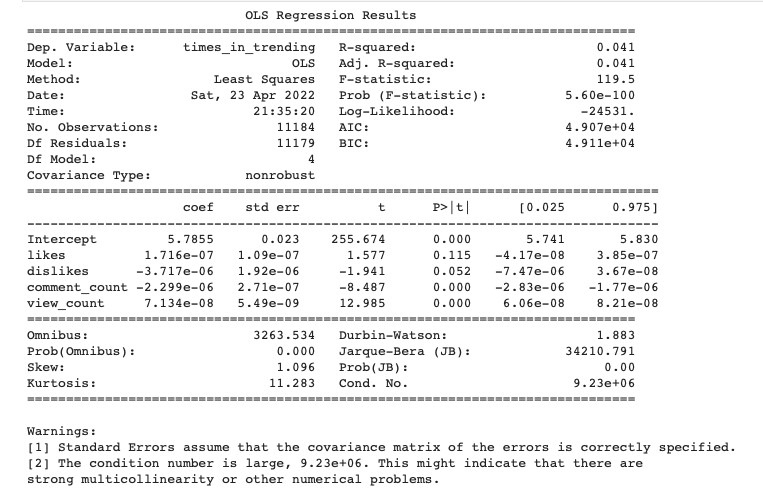 OLS Regression Results
==============================================================================
Dep. Variable: times_in_trending R-squared: 0.041
Model: OLS Adj. R-squared: 0.041
Method: Least Squares F-statistic: 119.5
Date: Sat, 23 Apr 2022 Prob (F-statistic): 5.60e-100
Time: 21:35:20 Log-Likelihood: -24531.
No. Observations: 11184 AIC: 4.907e+04
Df Residuals: 11179 BIC: 4.911e+04
Df Model: 4
Covariance Type: nonrobust
=================================================================================
coef std err t P>|t| [0.025 0.975]
---------------------------------------------------------------------------------
Intercept 5.7855 0.023 255.674 0.000 5.741 5.830
likes 1.716e-07 1.09e-07 1.577 0.115 -4.17e-08 3.85e-07
dislikes -3.717e-06 1.92e-06 -1.941 0.052 -7.47e-06 3.67e-08
comment_count -2.299e-06 2.71e-07 -8.487 0.000 -2.83e-06 -1.77e-06
view_count 7.134e-08 5.49e-09 12.985 0.000 6.06e-08 8.21e-08
==============================================================================
Omnibus: 3263.534 Durbin-Watson: 1.883
Prob(Omnibus): 0.000 Jarque-Bera (JB): 34210.791
Skew: 1.096 Prob(JB): 0.00
Kurtosis: 11.283 Cond. No. 9.23e+06
==============================================================================
Warnings:
[1] Standard Errors assume that the covariance matrix of the errors is correctly specified.
[2] The condition number is large, 9.23e+06. This might indicate that there are
strong multicollinearity or other numerical problems.